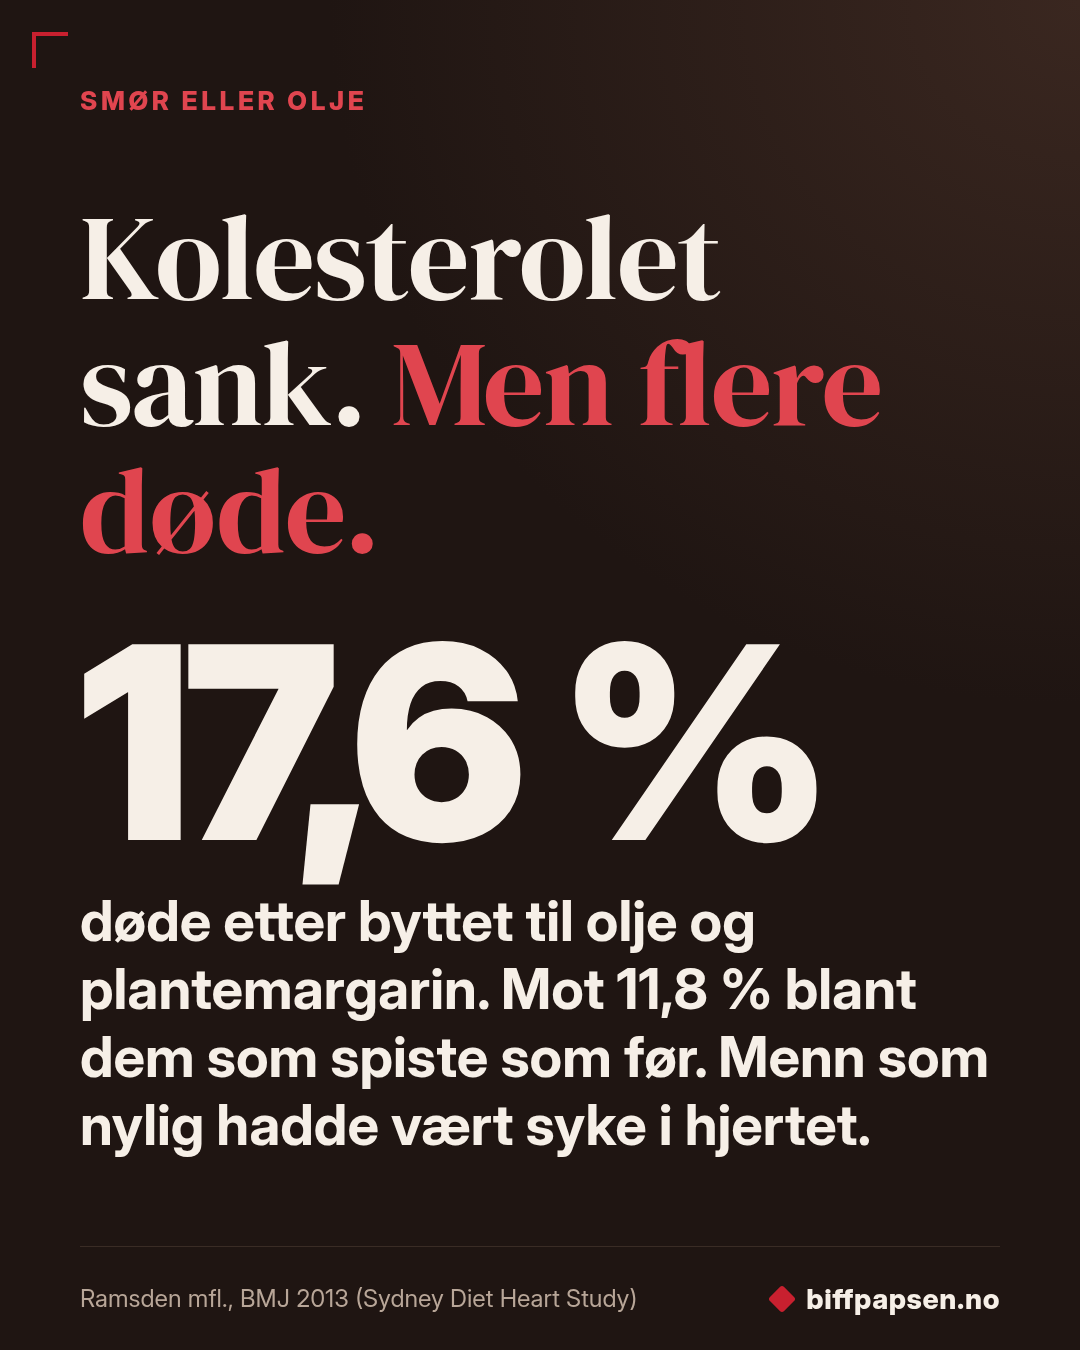 SMØR ELLER OLJE
Kolesterolet
sank. Men flere
døde.
17,6 %
døde etter byttet til olje og
plantemargarin. Mot 11,8 % blant
dem som spiste som før. Menn som
nylig hadde vært syke i hjertet.
Ramsden mfl., BMJ 2013 (Sydney Diet Heart Study)
biffpapsen.no